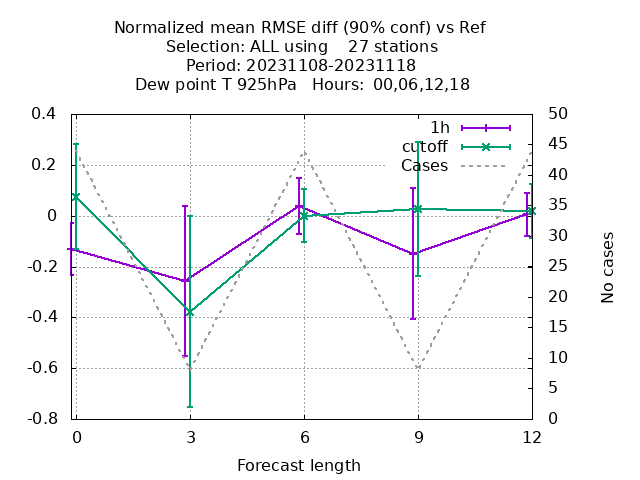 Normalized mean RMSE diff (90% conf) vs Ref
Selection: ALL using    27 stations
Period: 20231108-20231118
Dew point T 925hPa   Hours: 00,06,12,18
0.4
0.2
0
-0.2
-0.4
-0.6
-0.8
50
45
40
35
30
25
20
15
10
5
0
1h
cutoff
Cases
No cases
0 3 6 9 12
Forecast length